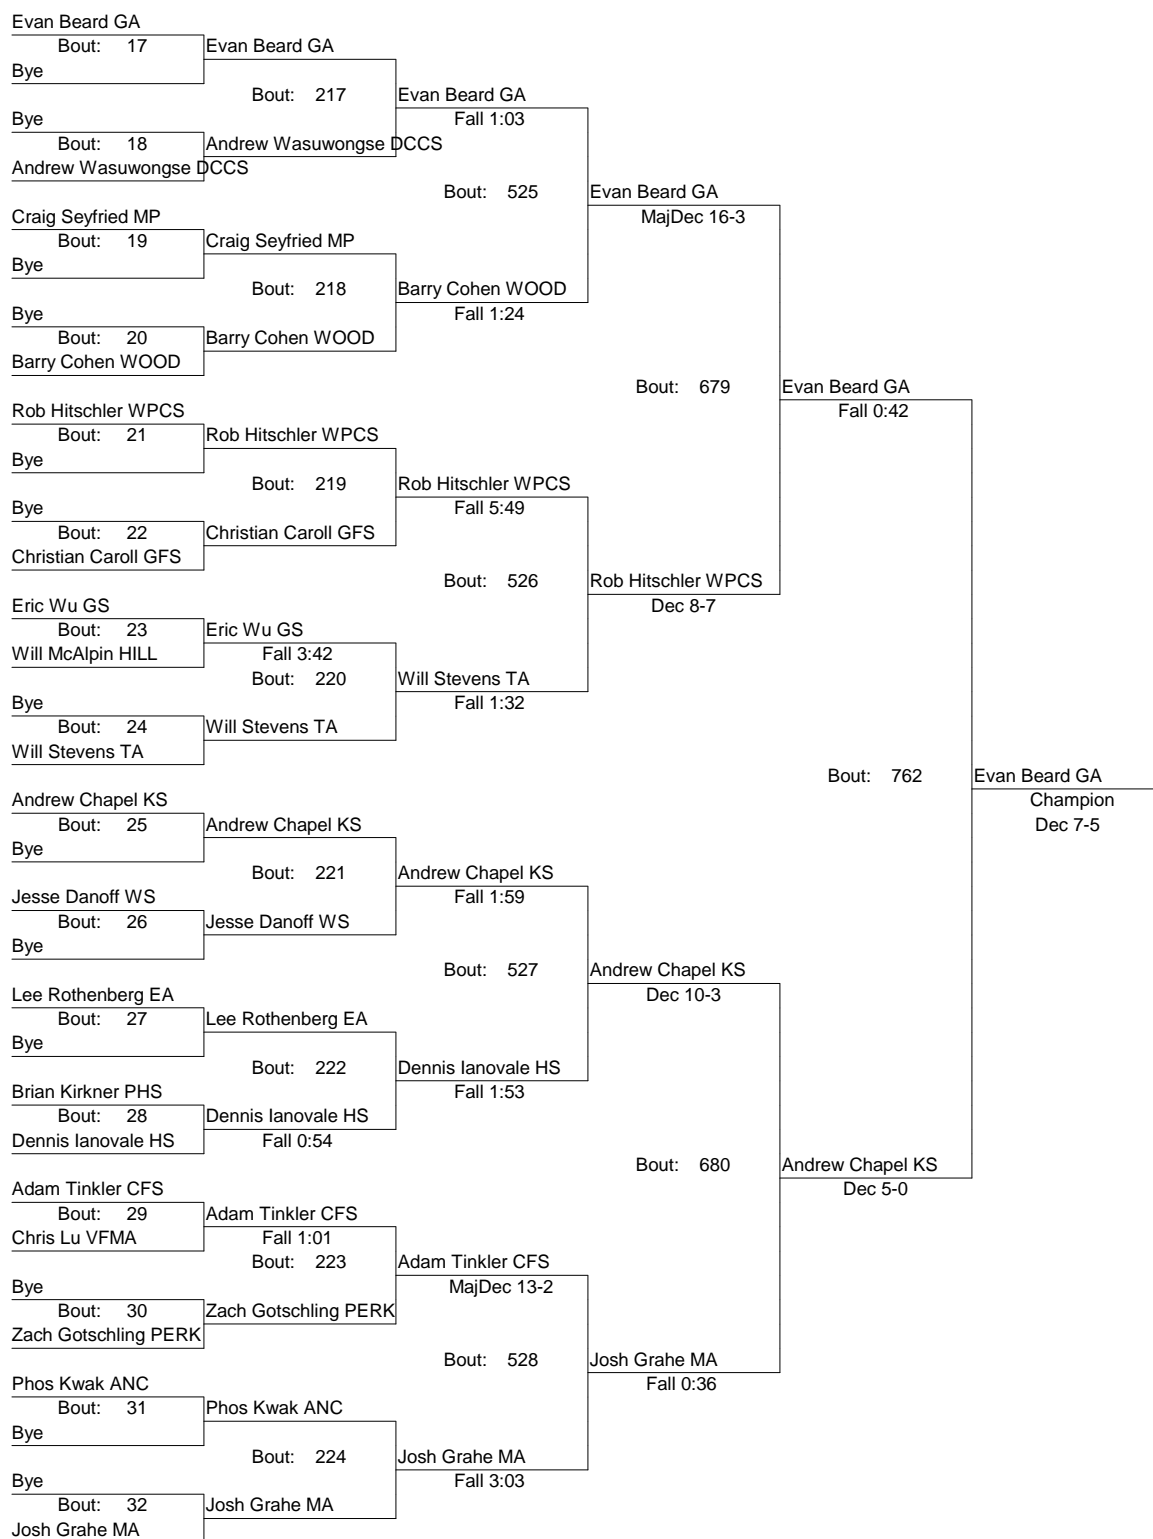 Evan Beard GA
Bout: 17
Bye
Evan Beard GA
Bout: 217
Bye
Bout: 18
Andrew Wasuwongse DCCS
Andrew Wasuwongse DCCS
Evan Beard GA
Fall 1:03
Bout: 525
Craig Seyfried MP
Bout: 19
Bye
Craig Seyfried MP
Bout: 218
Bye
Bout: 20
Barry Cohen WOOD
Barry Cohen WOOD
Barry Cohen WOOD
Fall 1:24
Evan Beard GA
MajDec 16-3
Bout: 679
Rob Hitschler WPCS
Bout: 21
Bye
Rob Hitschler WPCS
Bout: 219
Bye
Bout: 22
Christian Caroll GFS
Christian Caroll GFS
Rob Hitschler WPCS
Fall 5:49
Bout: 526
Eric Wu GS
Bout: 23
Will McAlpin HILL
Eric Wu GS
Fall 3:42
Bout: 220
Bye
Bout: 24
Will Stevens TA
Will Stevens TA
Will Stevens TA
Fall 1:32
Rob Hitschler WPCS
Dec 8-7
Evan Beard GA
Fall 0:42
Bout: 762
Evan Beard GA
Champion
Dec 7-5
Andrew Chapel KS
Bout: 25
Bye
Andrew Chapel KS
Bout: 221
Jesse Danoff WS
Bout: 26
Bye
Jesse Danoff WS
Andrew Chapel KS
Fall 1:59
Bout: 527
Lee Rothenberg EA
Bout: 27
Bye
Lee Rothenberg EA
Bout: 222
Brian Kirkner PHS
Bout: 28
Dennis Ianovale HS
Dennis Ianovale HS
Fall 0:54
Dennis Ianovale HS
Fall 1:53
Andrew Chapel KS
Dec 10-3
Bout: 680
Andrew Chapel KS
Dec 5-0
Adam Tinkler CFS
Bout: 29
Chris Lu VFMA
Adam Tinkler CFS
Fall 1:01
Bout: 223
Bye
Bout: 30
Zach Gotschling PERK
Zach Gotschling PERK
Adam Tinkler CFS
MajDec 13-2
Bout: 528
Josh Grahe MA
Fall 0:36
Phos Kwak ANC
Bout: 31
Bye
Phos Kwak ANC
Bout: 224
Bye
Bout: 32
Josh Grahe MA
Josh Grahe MA
Josh Grahe MA
Fall 3:03